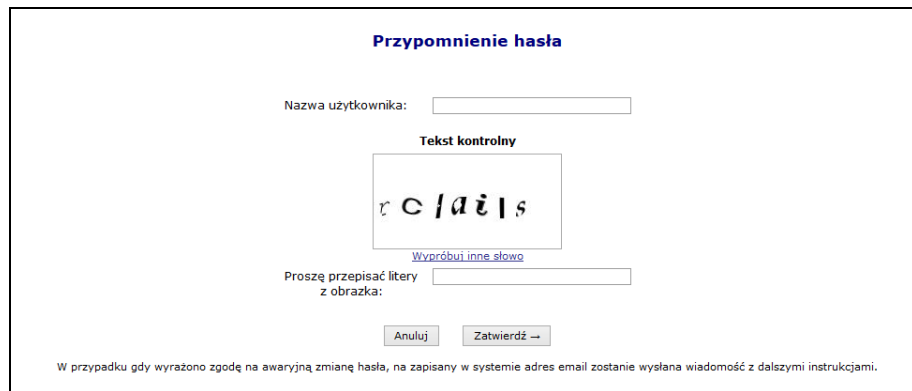 Przypomnienie hasła
Nazwa użytkownika:
Tekst kontrolny
Wypróbuj inne słowo
Proszę przepisać litery
z obrazka:
Anuluj
Zatwierdź →
W przypadku gdy wyrażono zgodę na awaryjną zmianę hasła, na zapisany w systemie adres email zostanie wysłana wiadomość z dalszymi instrukcjami.